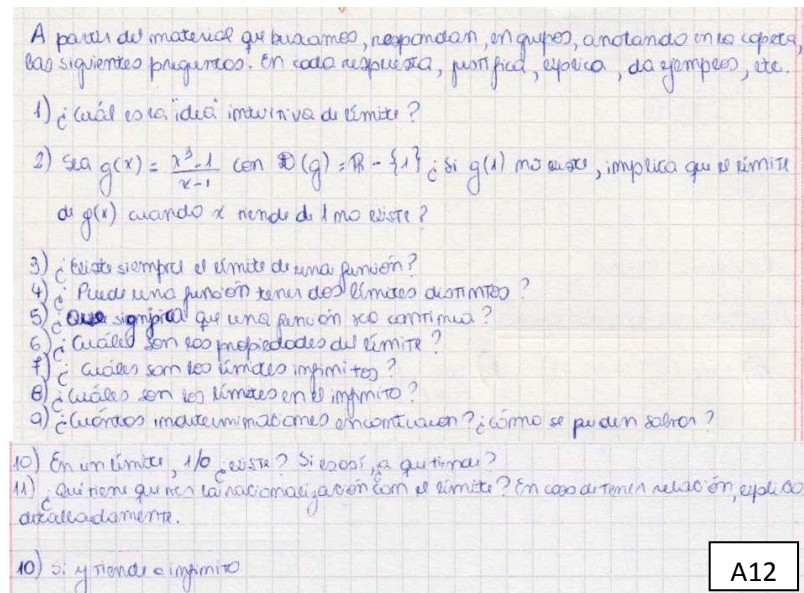 A partir del material que buscamos, respondan, en grupos, anotando en la carpeta,
las siguientes preguntas. En cada respuesta, justifica, explica, da ejemplos, etc.
1) ¿Cuál es la "idea" intuitiva de límite?
2) Sea g(x) = x³-1/x-1 con D(g) = R - {1} ¿Si g(1) no existe, implica que el límite
de g(x) cuando x tiende de 1 no existe?
3) ¿Existe siempre el límite de una función?
4) ¿Puede una función tener dos límites distintos?
5) ¿Que significa que una función sea continua?
6) ¿Cuáles son las propiedades del límite?
7) ¿Cuáles son los límites infinitos?
8) ¿Cuáles son los límites en el infinito?
9) ¿Cuántas indeterminaciones encontraron? ¿cómo se pueden salvar?
10) En un límite, 1/0 ¿existe? Si es así, a que tiende?
11) ¿Qué tiene que ver la racionalización con el límite? En caso de tener relación, explica
detalladamente.
10) Si y tiende a infinito
A12